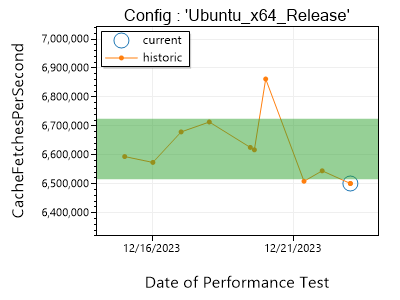 Config : 'Ubuntu_x64_Release'
current
historic
CacheFetchesPerSecond
7,000,000
6,900,000
6,800,000
6,700,000
6,600,000
6,500,000
6,400,000
12/16/2023
12/21/2023
Date of Performance Test